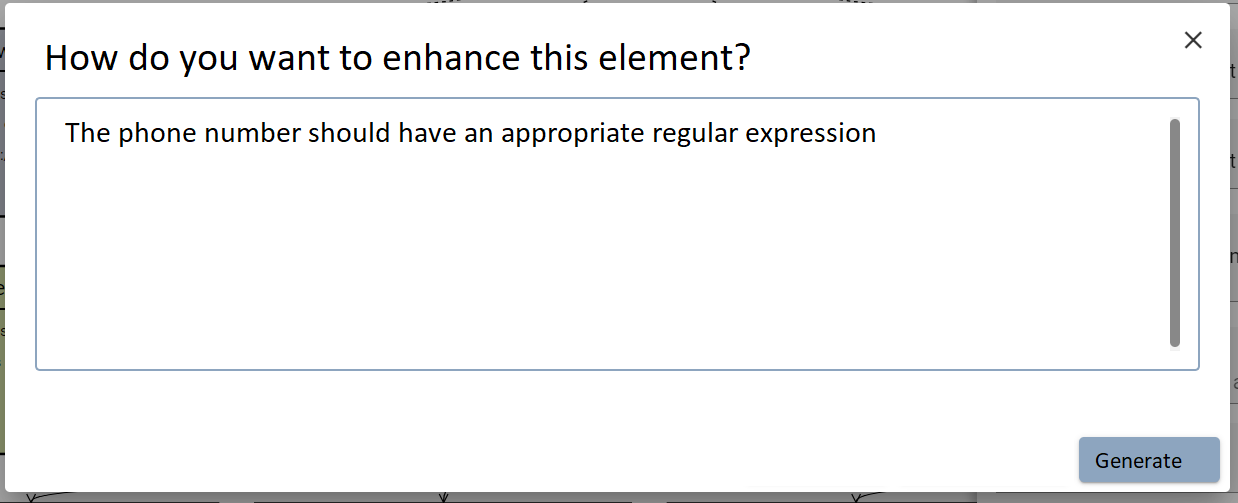 How do you want to enhance this element?
The phone number should have an appropriate regular expression
Generate